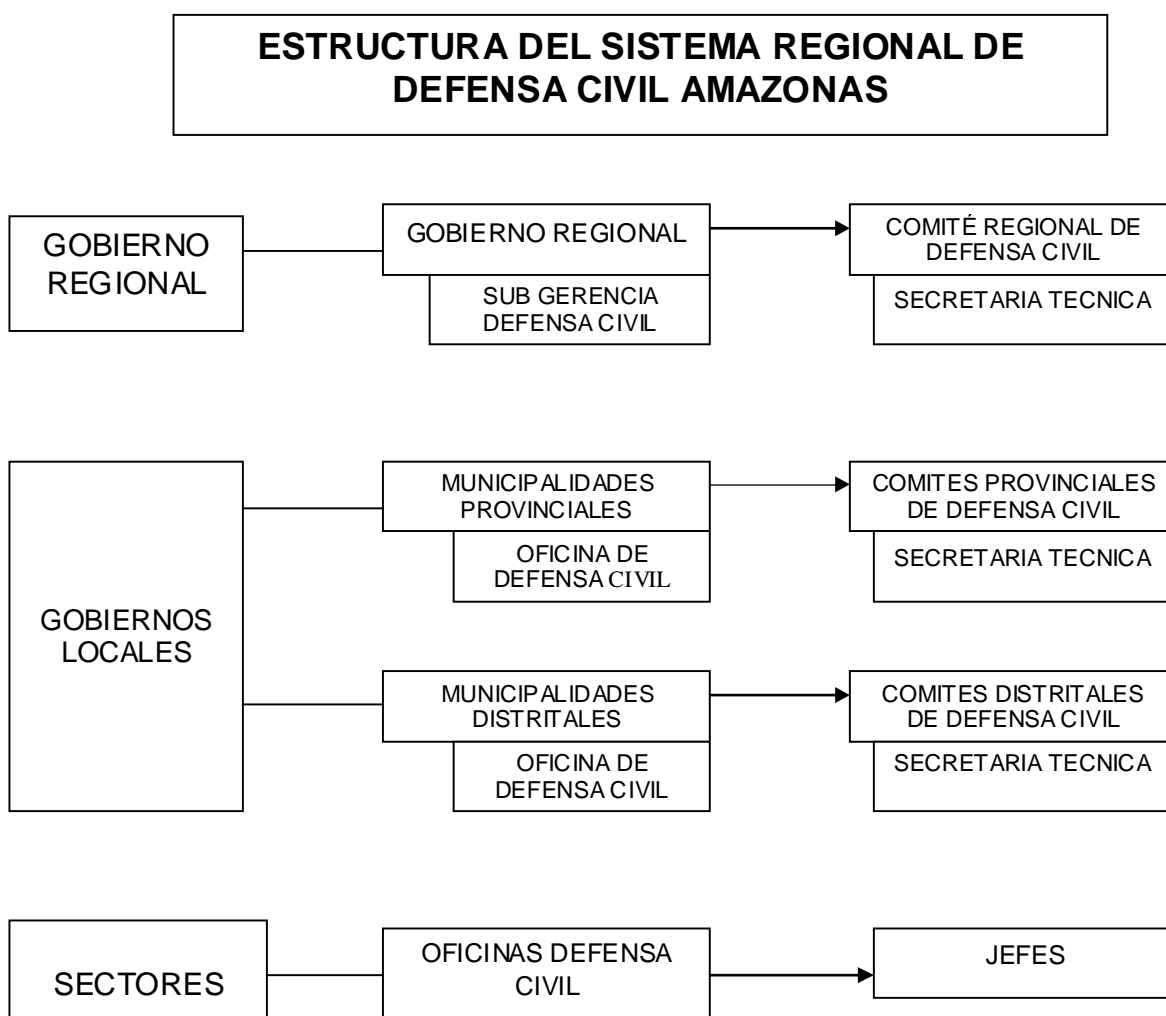 ESTRUCTURA DEL SISTEMA REGIONAL DE
DEFENSA CIVIL AMAZONAS
GOBIERNO
REGIONAL
GOBIERNO REGIONAL
SUB GERENCIA
DEFENSA CIVIL
COMITÉ REGIONAL DE
DEFENSA CIVIL
SECRETARIA TECNICA
GOBIERNOS
LOCALES
MUNICIPALIDADES
PROVINCIALES
OFICINA DE
DEFENSA CIVIL
COMITES PROVINCIALES
DE DEFENSA CIVIL
SECRETARIA TECNICA
MUNICIPALIDADES
DISTRITALES
OFICINA DE
DEFENSA CIVIL
COMITES DISTRITALES
DE DEFENSA CIVIL
SECRETARIA TECNICA
SECTORES
OFICINAS DEFENSA
CIVIL
JEFES